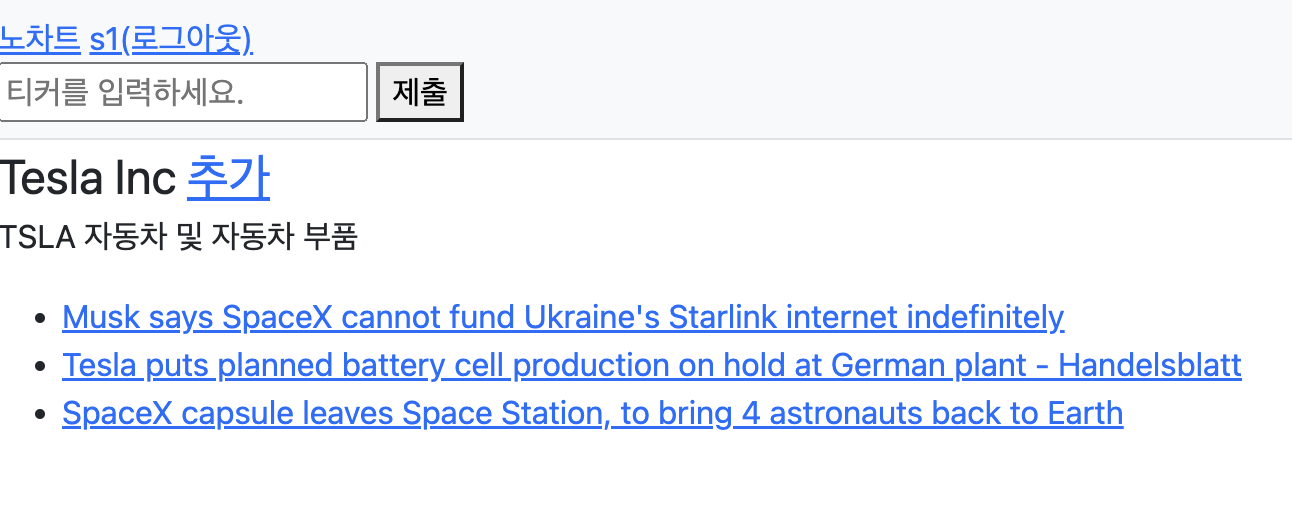 노차트 s1(로그아웃)
티커를 입력하세요. 제출
Tesla Inc 추가
TSLA 자동차 및 자동차 부품
Musk says SpaceX cannot fund Ukraine's Starlink internet indefinitely
Tesla puts planned battery cell production on hold at German plant - Handelsblatt
SpaceX capsule leaves Space Station, to bring 4 astronauts back to Earth